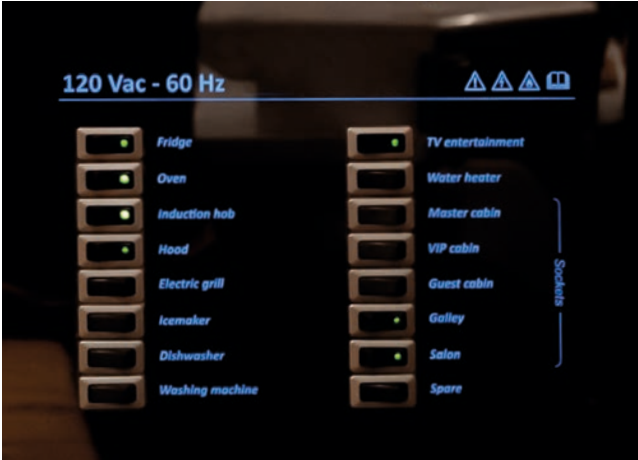 120 Vac - 60 Hz
Fridge
Oven
Induction hob
Hood
Electric grill
Icemaker
Dishwasher
Washing machine
TV entertainment
Water heater
Master cabin
VIP cabin
Guest cabin
Galley
Salon
Spare
Sockets